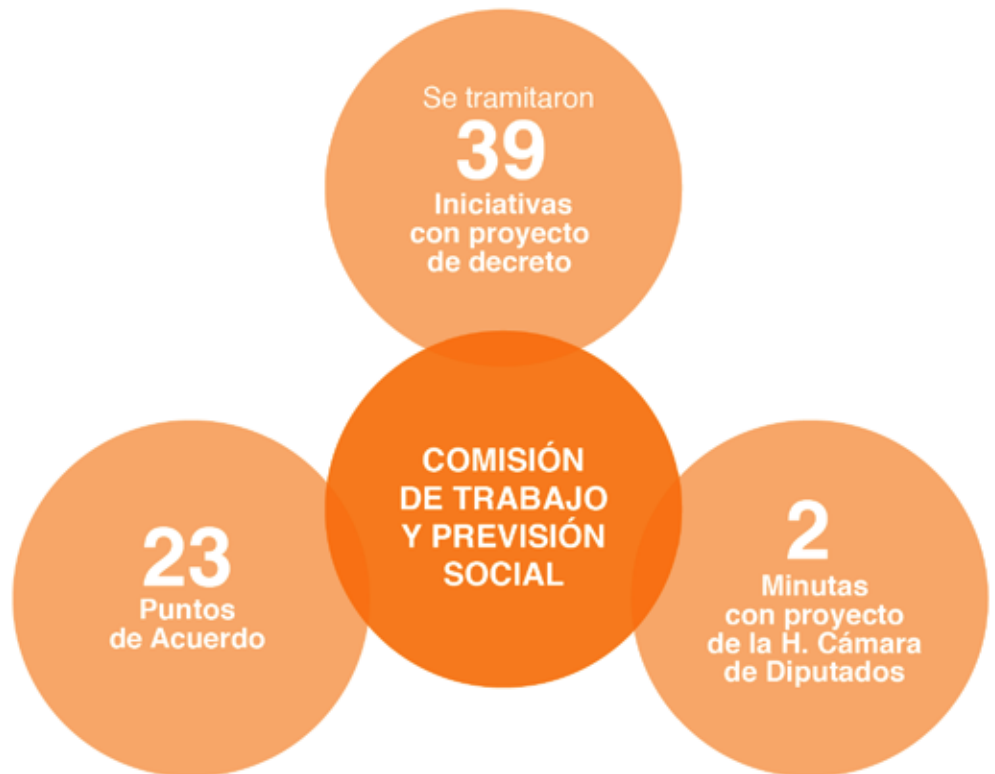 Se tramitaron
39
Iniciativas
con proyecto
de decreto
COMISIÓN
DE TRABAJO
Y PREVISIÓN
SOCIAL
23
Puntos
de Acuerdo
2
Minutas
con proyecto
de la H. Cámara
de Diputados